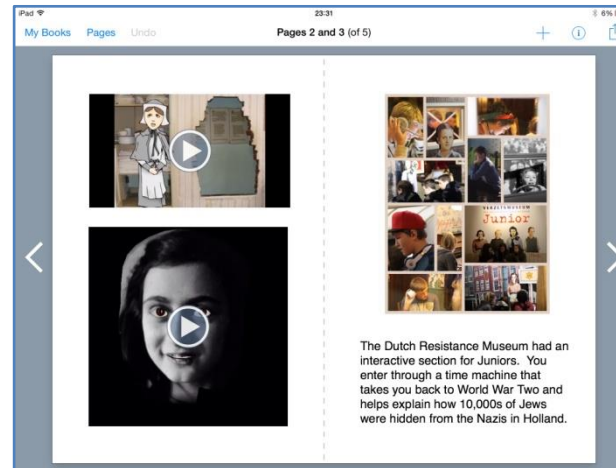 iPad 23:31 6%
My Books Pages Undo Pages 2 and 3 (of 5)
VERZETSMUSEUM
Junior
The Dutch Resistance Museum had an
interactive section for Juniors. You
enter through a time machine that
takes you back to World War Two and
helps explain how 10,000s of Jews
were hidden from the Nazis in Holland.